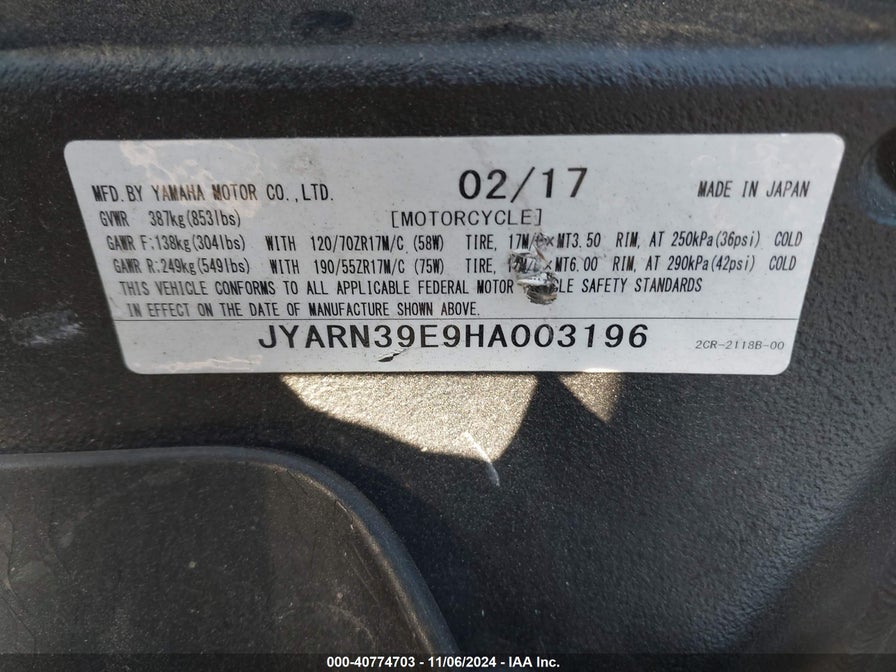 MFD. BY YAMAHA MOTOR CO., LTD. 02/17 MADE IN JAPAN
GVWR 387kg(853lbs) [MOTORCYCLE]
GAWR F:138kg(304lbs) WITH 120/70ZR17M/C (58W) TIRE, ×MT3.50 RIM, AT 250kPa(36psi) COLD
GAWR R:249kg(549lbs) WITH 190/55ZR17M/C (75W) TIRE, ×MT6.00 RIM, AT 290kPa(42psi) COLD
THIS VEHICLE CONFORMS TO ALL APPLICABLE FEDERAL MOTOR SAFETY STANDARDS
IN EFFECT ON THE DATE OF MANUFACTURE SHOWN ABOVE.
JYARN39E9HA003196 2CR-2118B-00
000-40774703 - 11/06/2024 - IAA Inc.